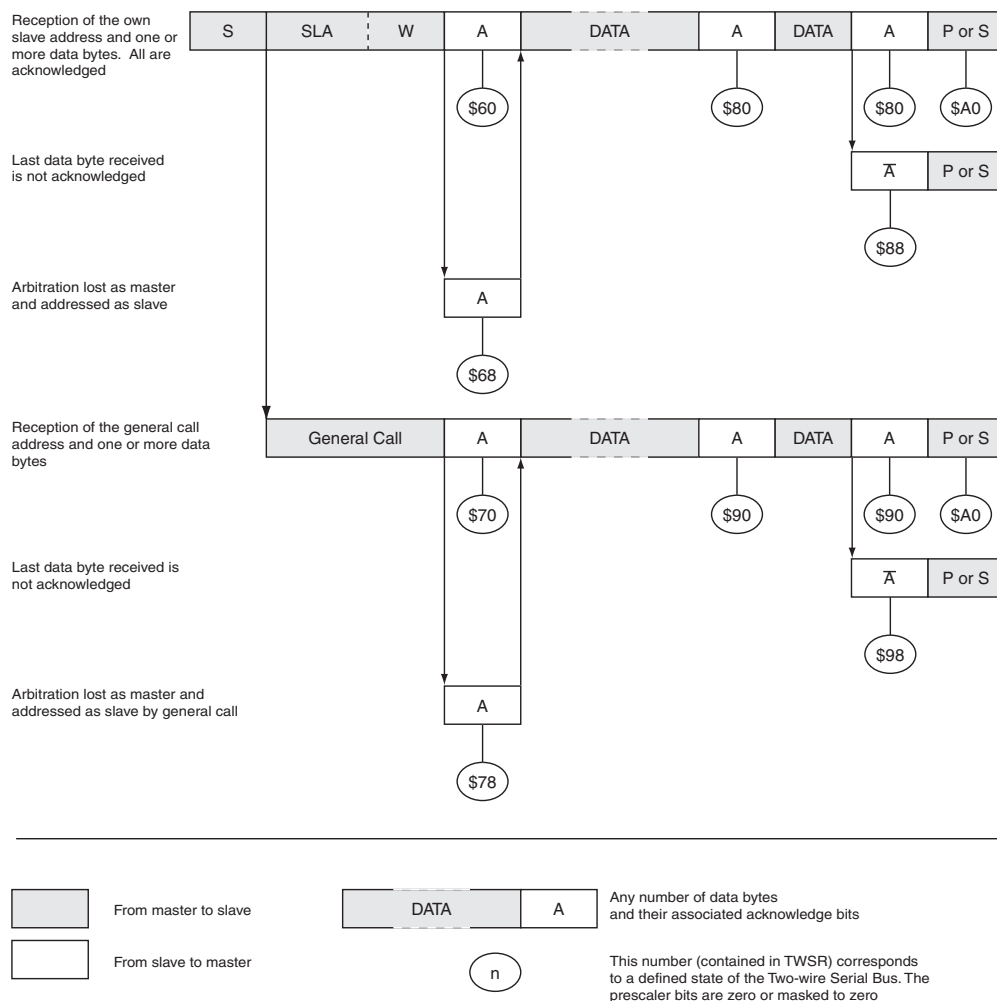 Reception of the own
slave address and one or
more data bytes. All are
acknowledged
S SLA W A DATA A DATA A P or S
$60 $80 $80 $A0
Last data byte received
is not acknowledged
A̅ P or S
$88
Arbitration lost as master
and addressed as slave
A
$68
Reception of the general call
address and one or more data
bytes
General Call A DATA A DATA A P or S
$70 $90 $90 $A0
Last data byte received is
not acknowledged
A̅ P or S
$98
Arbitration lost as master and
addressed as slave by general call
A
$78
From master to slave
DATA A
Any number of data bytes
and their associated acknowledge bits
From slave to master
n
This number (contained in TWSR) corresponds
to a defined state of the Two-wire Serial Bus. The
prescaler bits are zero or masked to zero